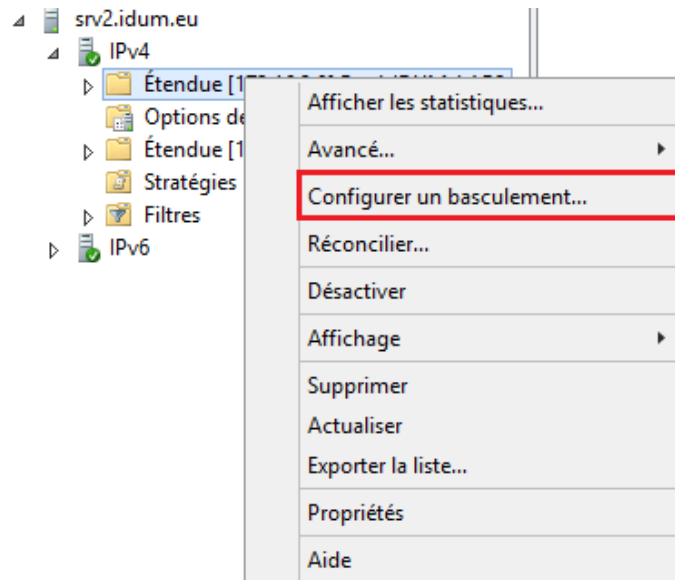 srv2.idum.eu
IPv4
Étendue [1
Options de
Étendue [1
Stratégies
Filtres
IPv6
Afficher les statistiques...
Avancé...
Configurer un basculement...
Réconcilier...
Désactiver
Affichage
Supprimer
Actualiser
Exporter la liste...
Propriétés
Aide